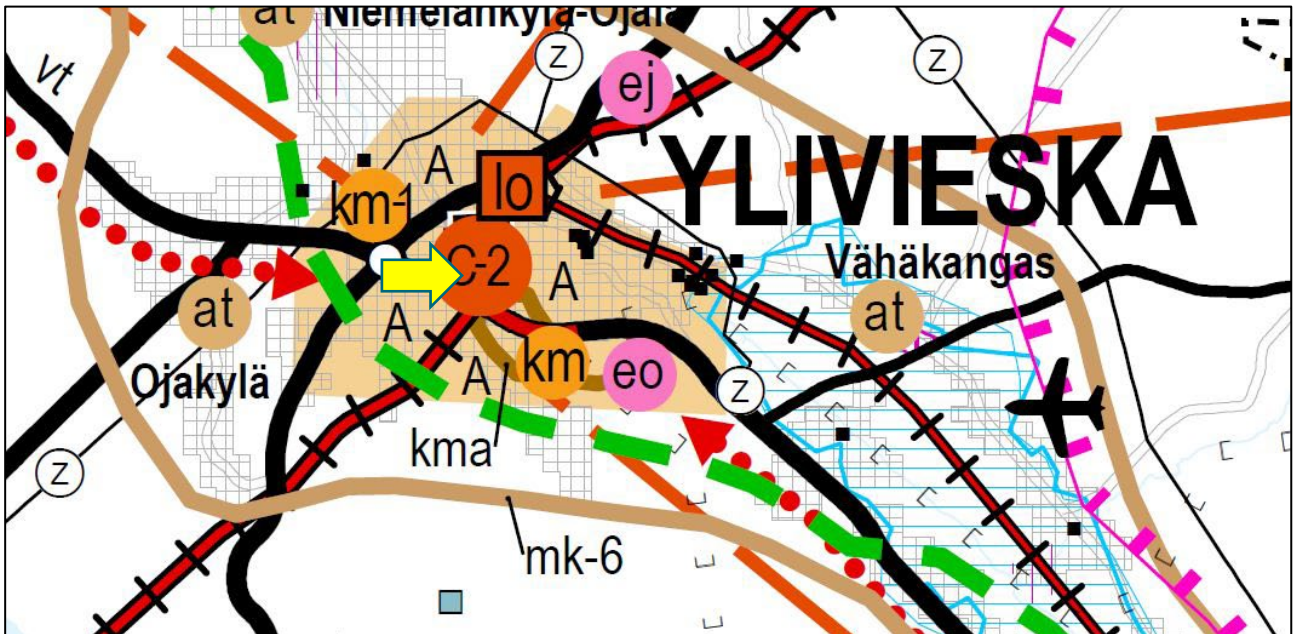 at
Niemelänkylä-Ojala
vt
Z
Z
ej
YLIVIESKA
A
lo
km-1
C-2
Vähäkangas
A
at
at
A
Ojakylä
A
km
eo
Z
kma
Z
mk-6